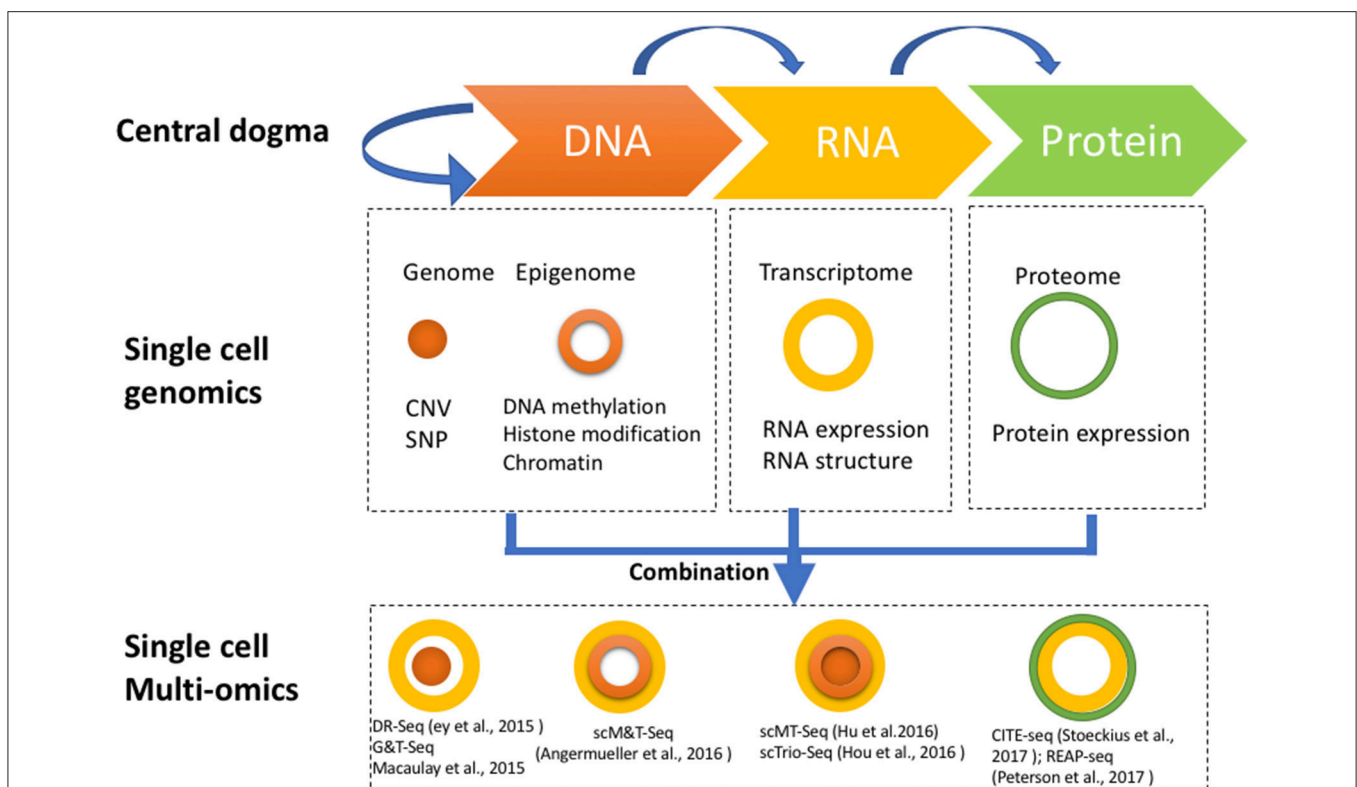 Central dogma
DNA
RNA
Protein
Genome
Epigenome
Transcriptome
Proteome
Single cell
genomics
CNV
SNP
DNA methylation
Histone modification
Chromatin
RNA expression
RNA structure
Protein expression
Combination
Single cell
Multi-omics
DR-Seq (ey et al., 2015 )
G&T-Seq
Macaulay et al., 2015
scM&T-Seq
(Angermueller et al., 2016 )
scMT-Seq (Hu et al.2016)
scTrio-Seq (Hou et al., 2016 )
CITE-seq (Stoeckius et al.,
2017 ); REAP-seq
(Peterson et al., 2017 )